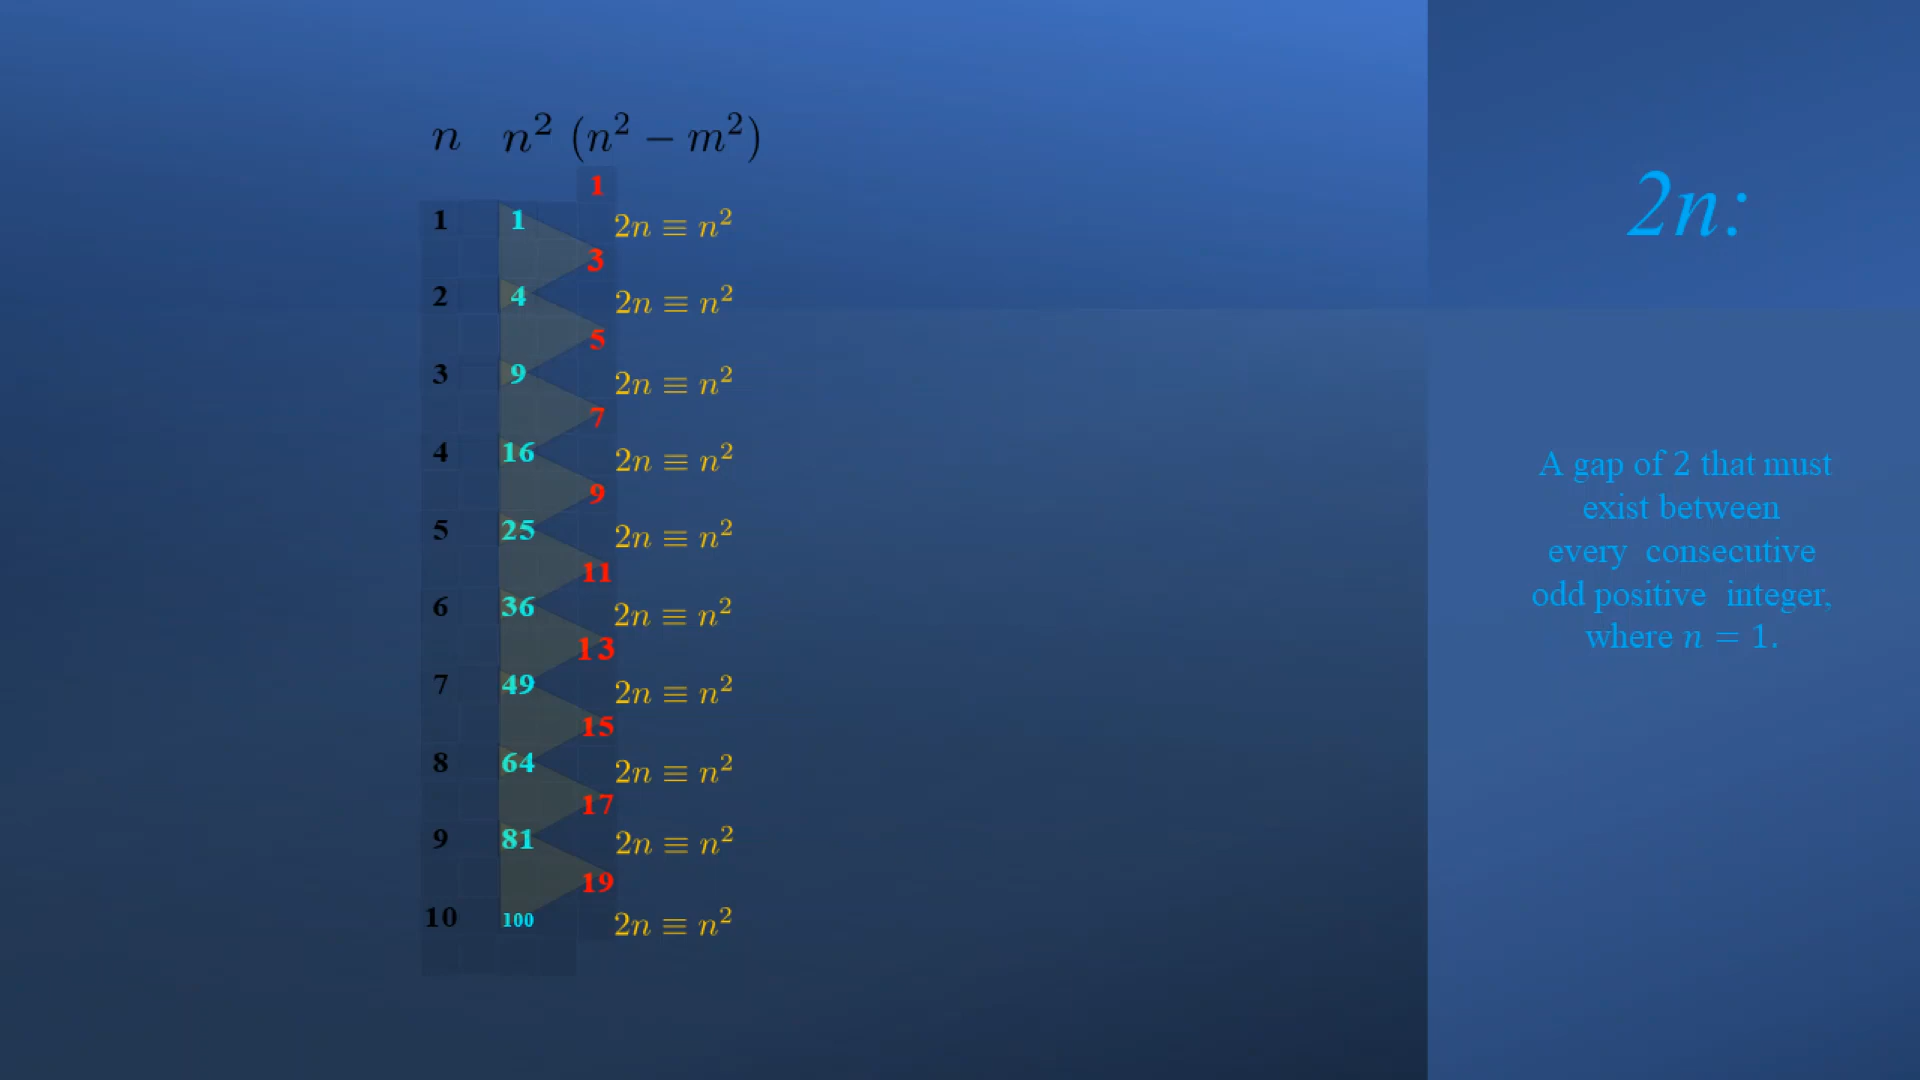 n n² (n² − m²)
1
1 1 2n ≡ n²
3
2 4 2n ≡ n²
5
3 9 2n ≡ n²
7
4 16 2n ≡ n²
9
5 25 2n ≡ n²
11
6 36 2n ≡ n²
13
7 49 2n ≡ n²
15
8 64 2n ≡ n²
17
9 81 2n ≡ n²
19
10 100 2n ≡ n²
2n:
A gap of 2 that must
exist between
every consecutive
odd positive integer,
where n = 1.